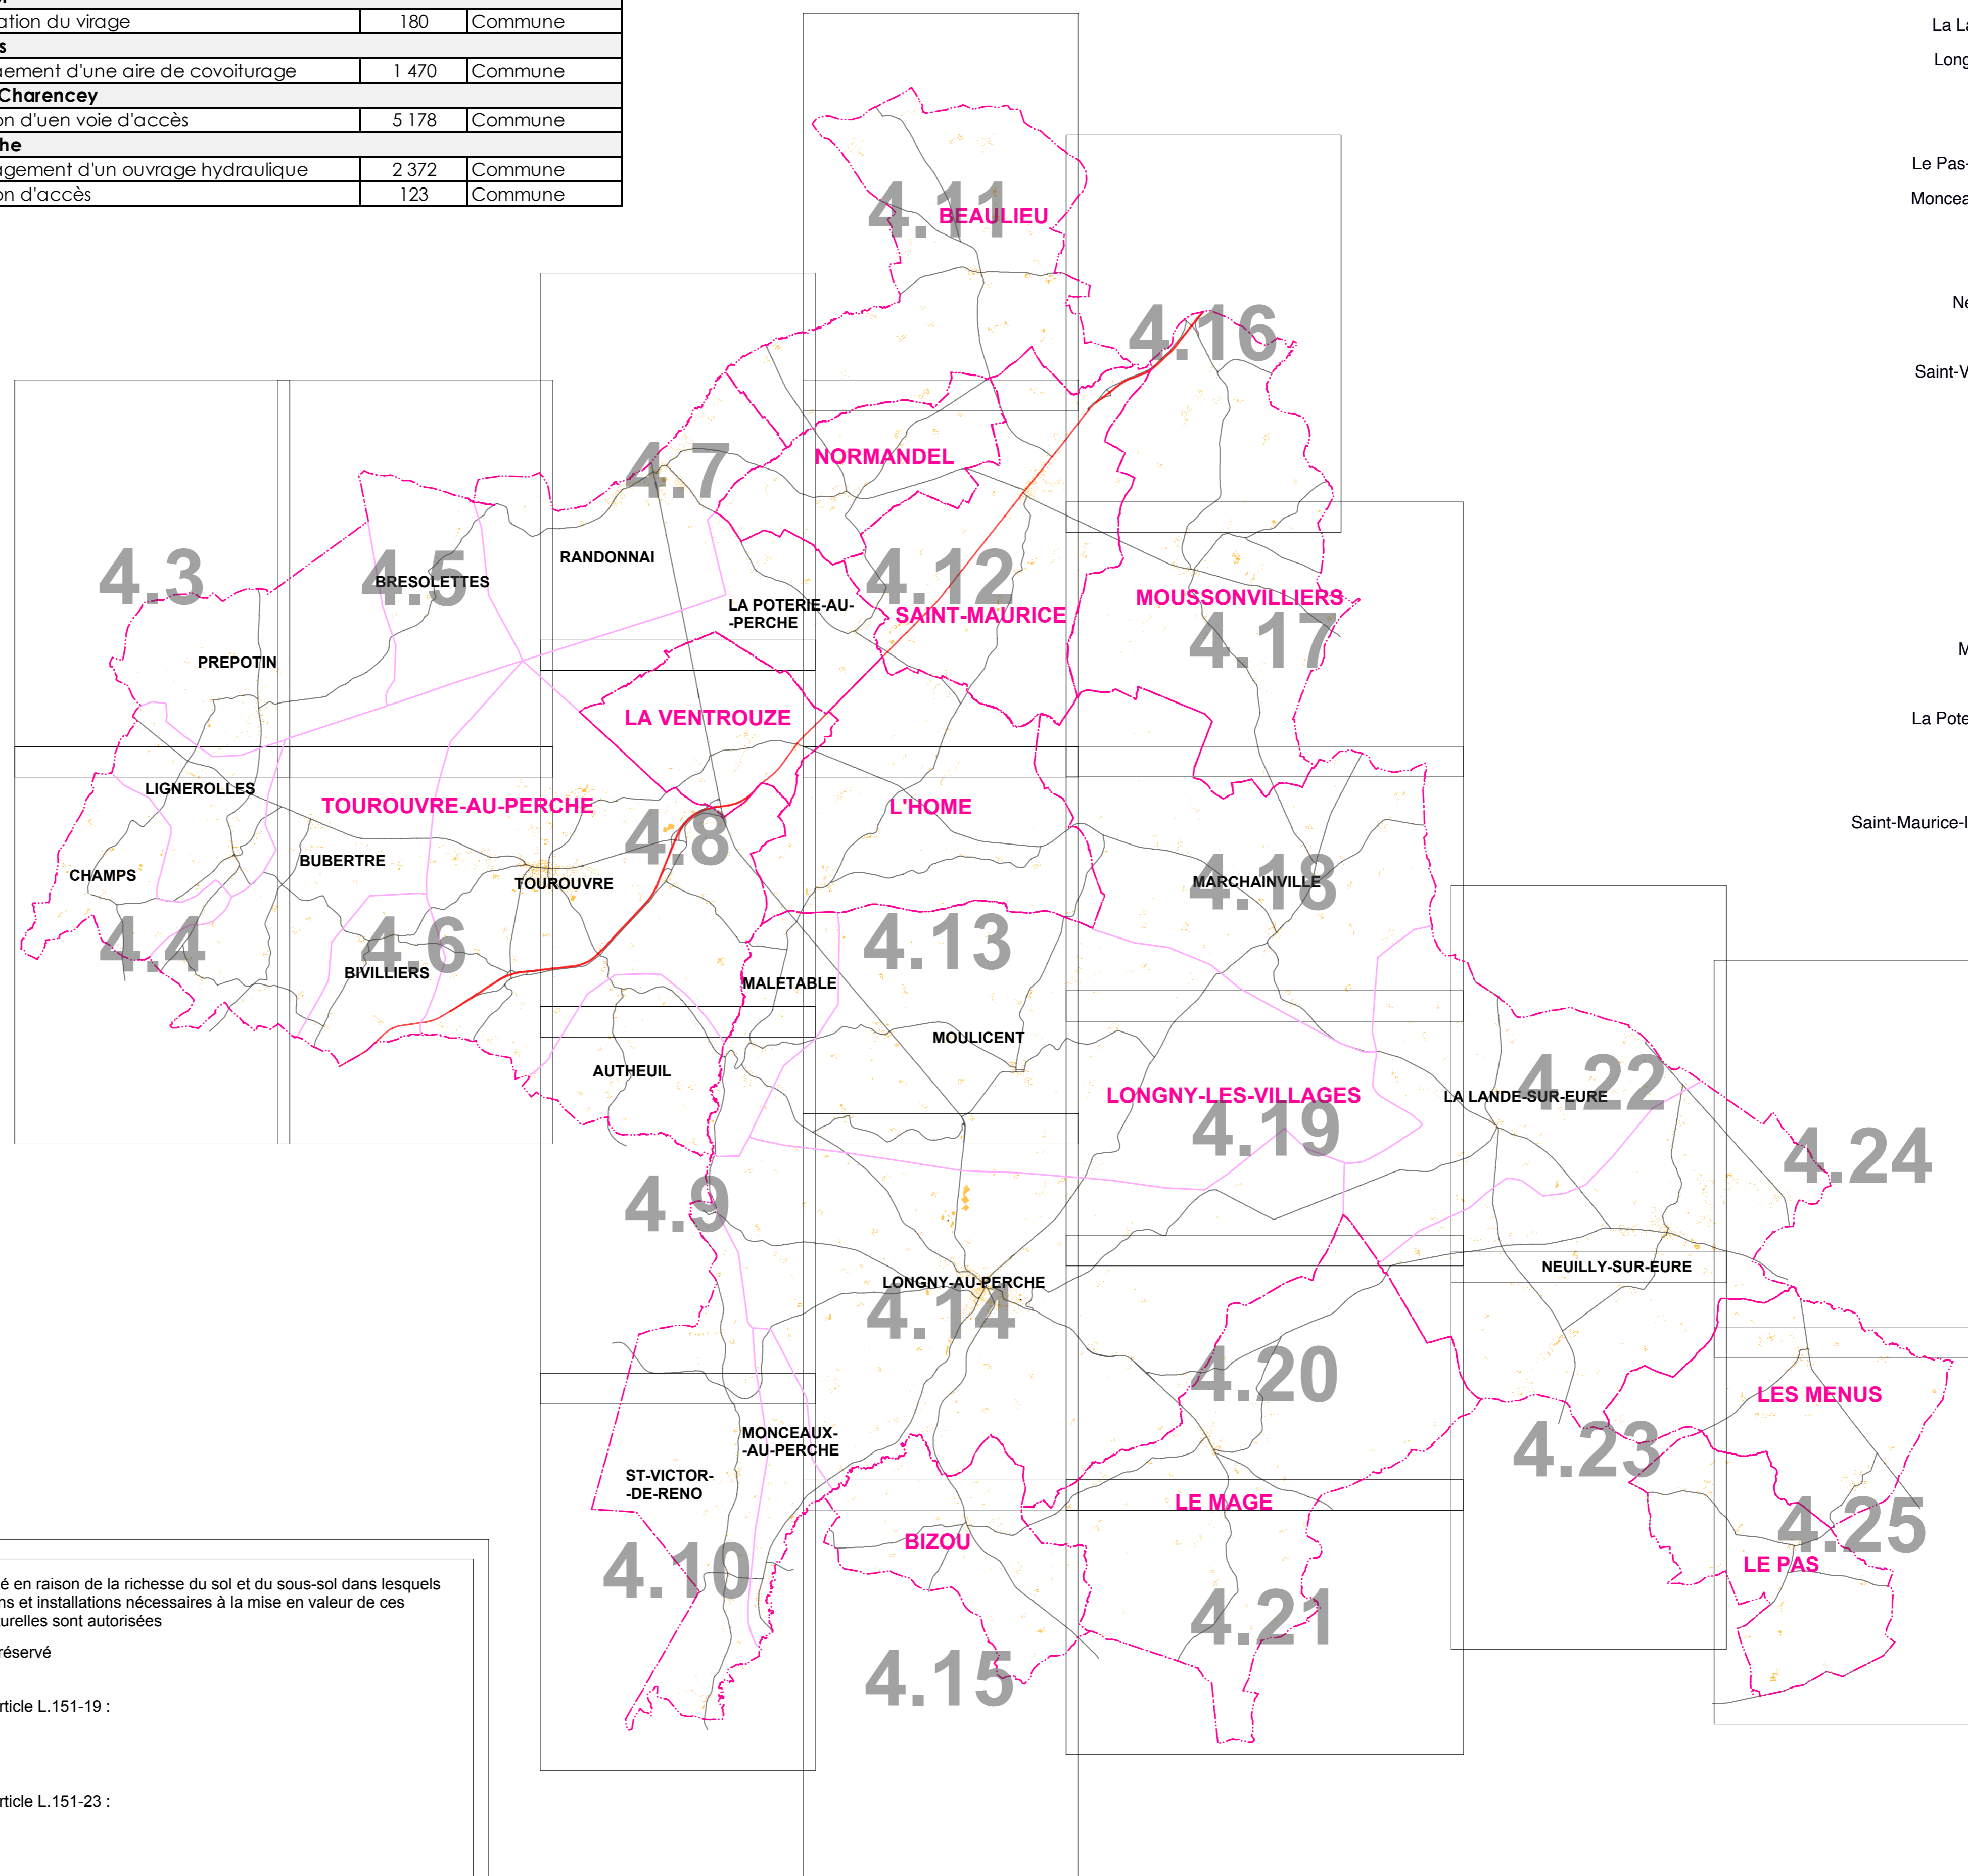 ation du virage 180 Commune
s
ement d'une aire de covoiturage 1 470 Commune
Charencey
on d'uen voie d'accès 5 178 Commune
he
agement d'un ouvrage hydraulique 2 372 Commune
on d'accès 123 Commune
La La
Long
Le Pas-
Moncea
Ne
Saint-V
M
La Pote
Saint-Maurice-l
4.11
BEAULIEU
4.16
4.7
NORMANDEL
4.3
4.5
BRESOLETTES
RANDONNAI
4.12
LA POTERIE-AU-
-PERCHE
SAINT-MAURICE
MOUSSONVILLIERS
4.17
PREPOTIN
LA VENTROUZE
LIGNEROLLES
TOUROUVRE-AU-PERCHE
L'HOME
4.8
BUBERTRE
CHAMPS
TOUROUVRE
MARCHAINVILLE
4.18
4.4
4.6
4.13
BIVILLIERS
MALETABLE
MOULICENT
AUTHEUIL
LONGNY-LES-VILLAGES
LA LANDE-SUR-EURE
4.22
4.19
4.24
4.9
NEUILLY-SUR-EURE
LONGNY-AU-PERCHE
4.14
4.20
LES MENUS
MONCEAUX-
-AU-PERCHE
4.23
ST-VICTOR-
-DE-RENO
LE MAGE
4.25
BIZOU
LE PAS
4.10
4.21
4.15
é en raison de la richesse du sol et du sous-sol dans lesquels
ns et installations nécessaires à la mise en valeur de ces
urelles sont autorisées
réservé
rticle L.151-19 :
rticle L.151-23 :